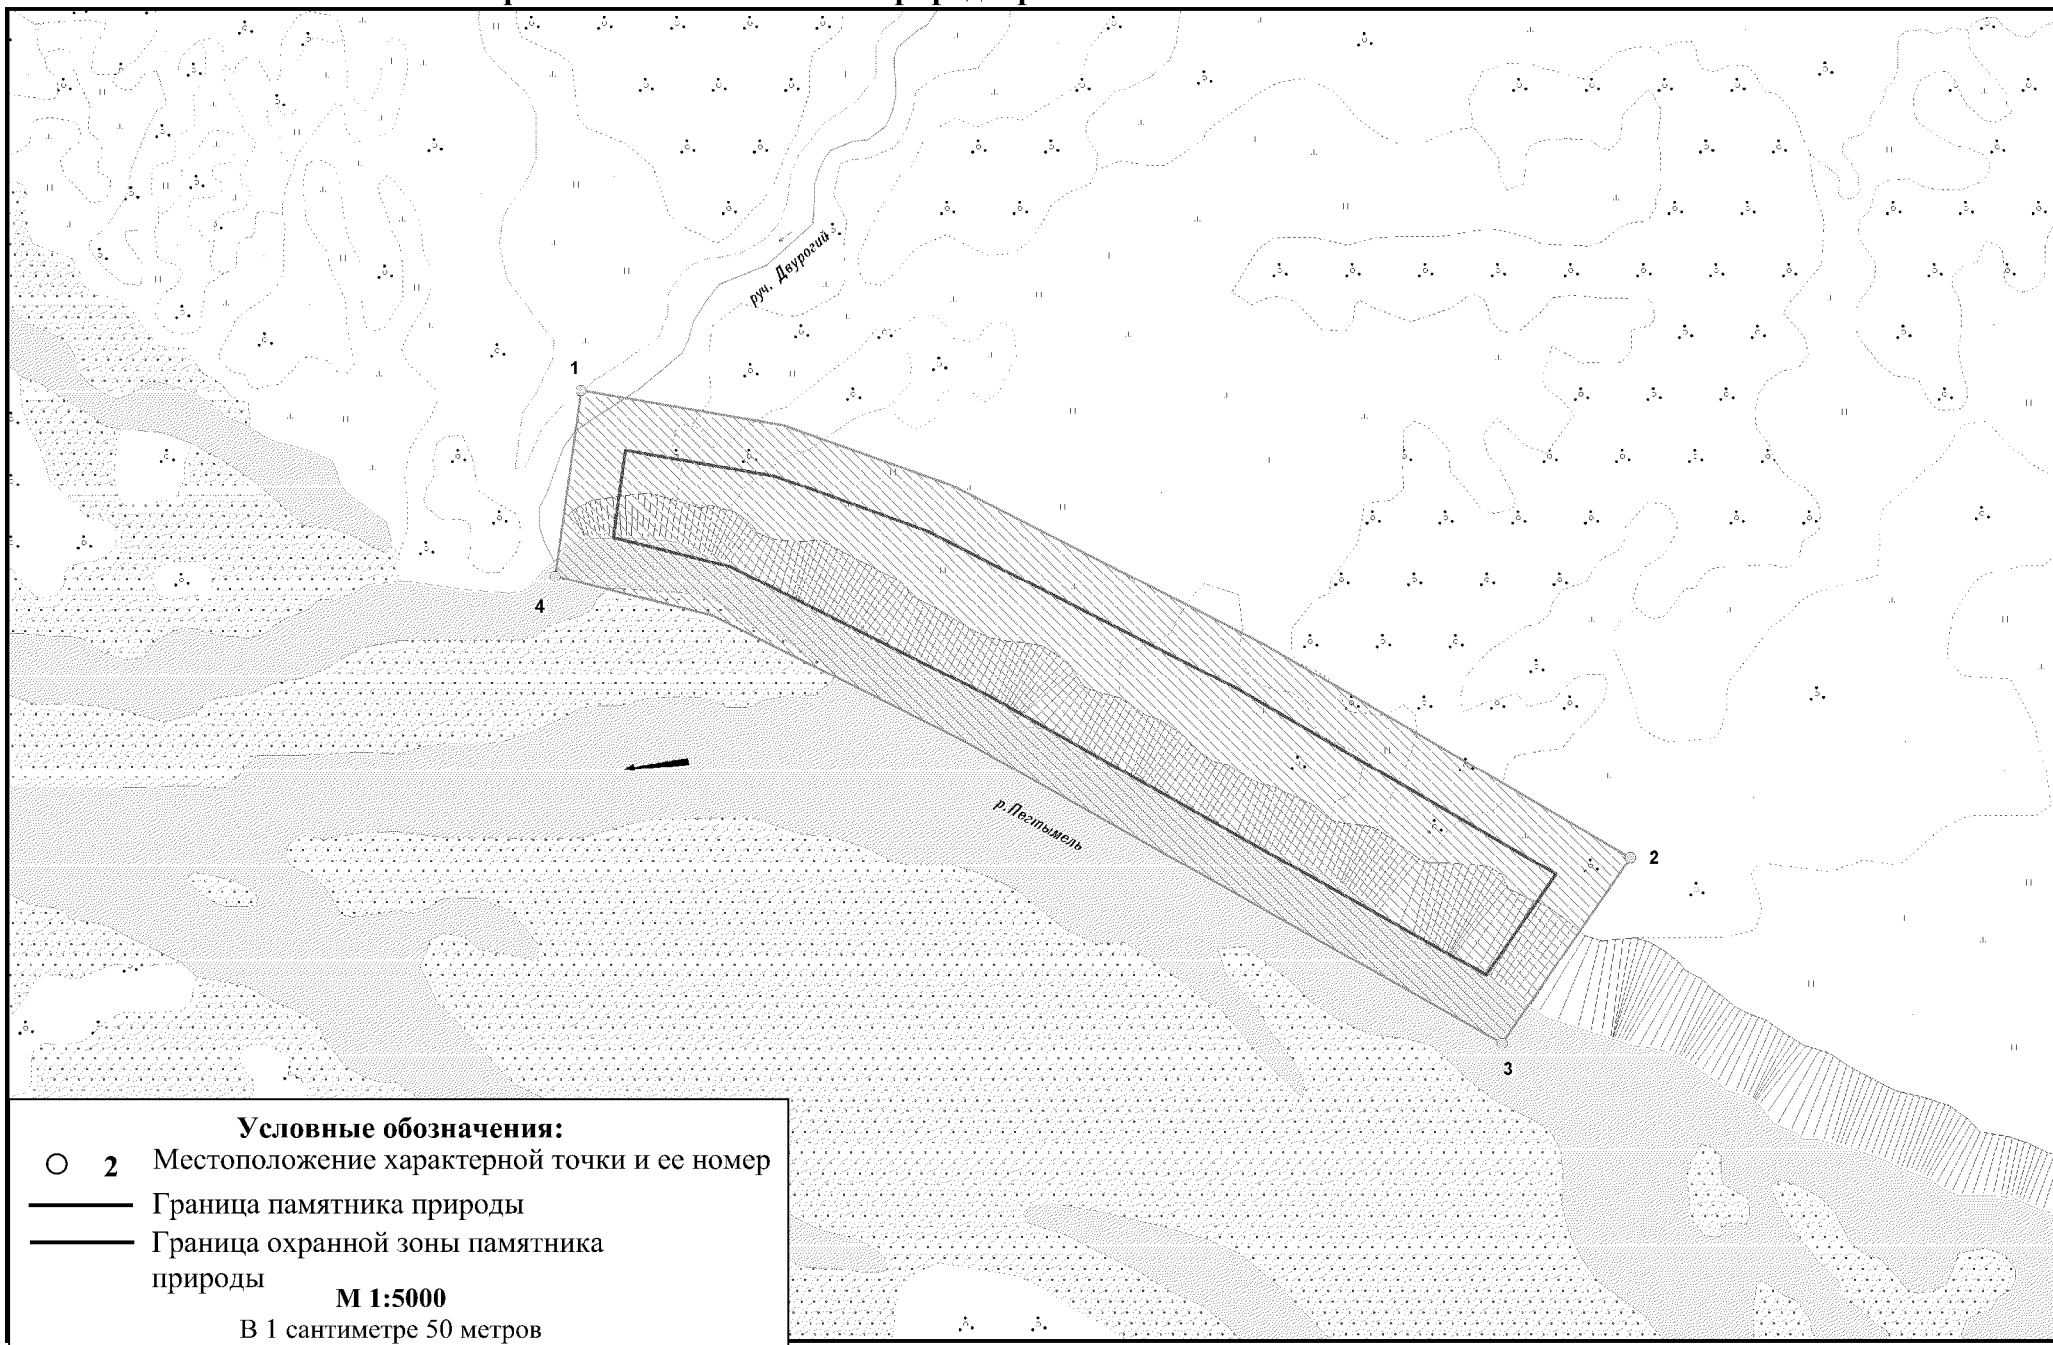 руч. Двурогий
1
4
р.Пегтымель
2
3
Условные обозначения:
2 Местоположение характерной точки и ее номер
Граница памятника природы
Граница охранной зоны памятника
природы
М 1:5000
В 1 сантиметре 50 метров